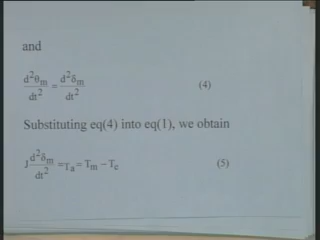 and
d²θₘ/dt² = d²δₘ/dt² (4)
Substituting eq(4) into eq(1), we obtain
J d²δₘ/dt² = Tₐ = Tₘ − Tₑ (5)